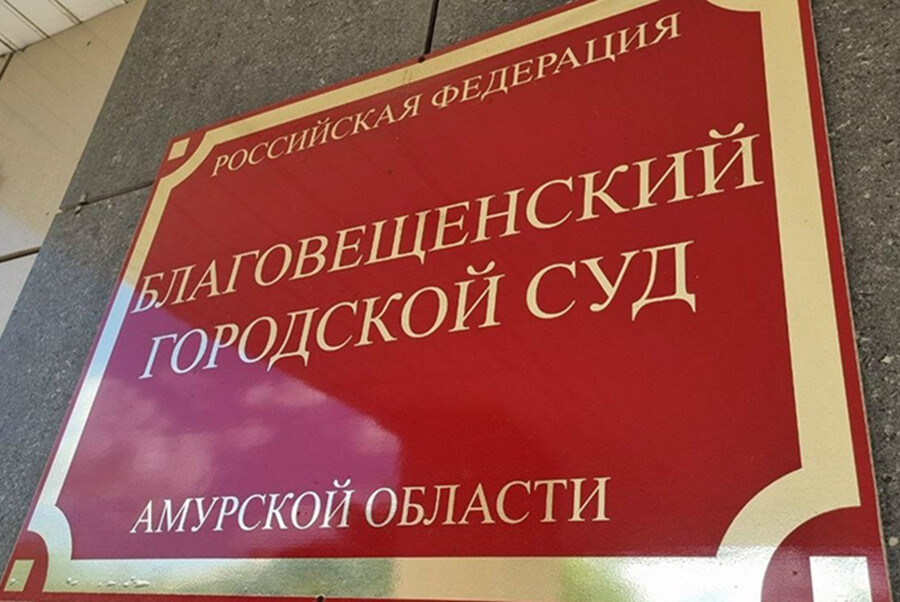 РОССИЙСКАЯ ФЕДЕРАЦИЯ
БЛАГОВЕЩЕНСКИЙ
ГОРОДСКОЙ СУД
АМУРСКОЙ ОБЛАСТИ